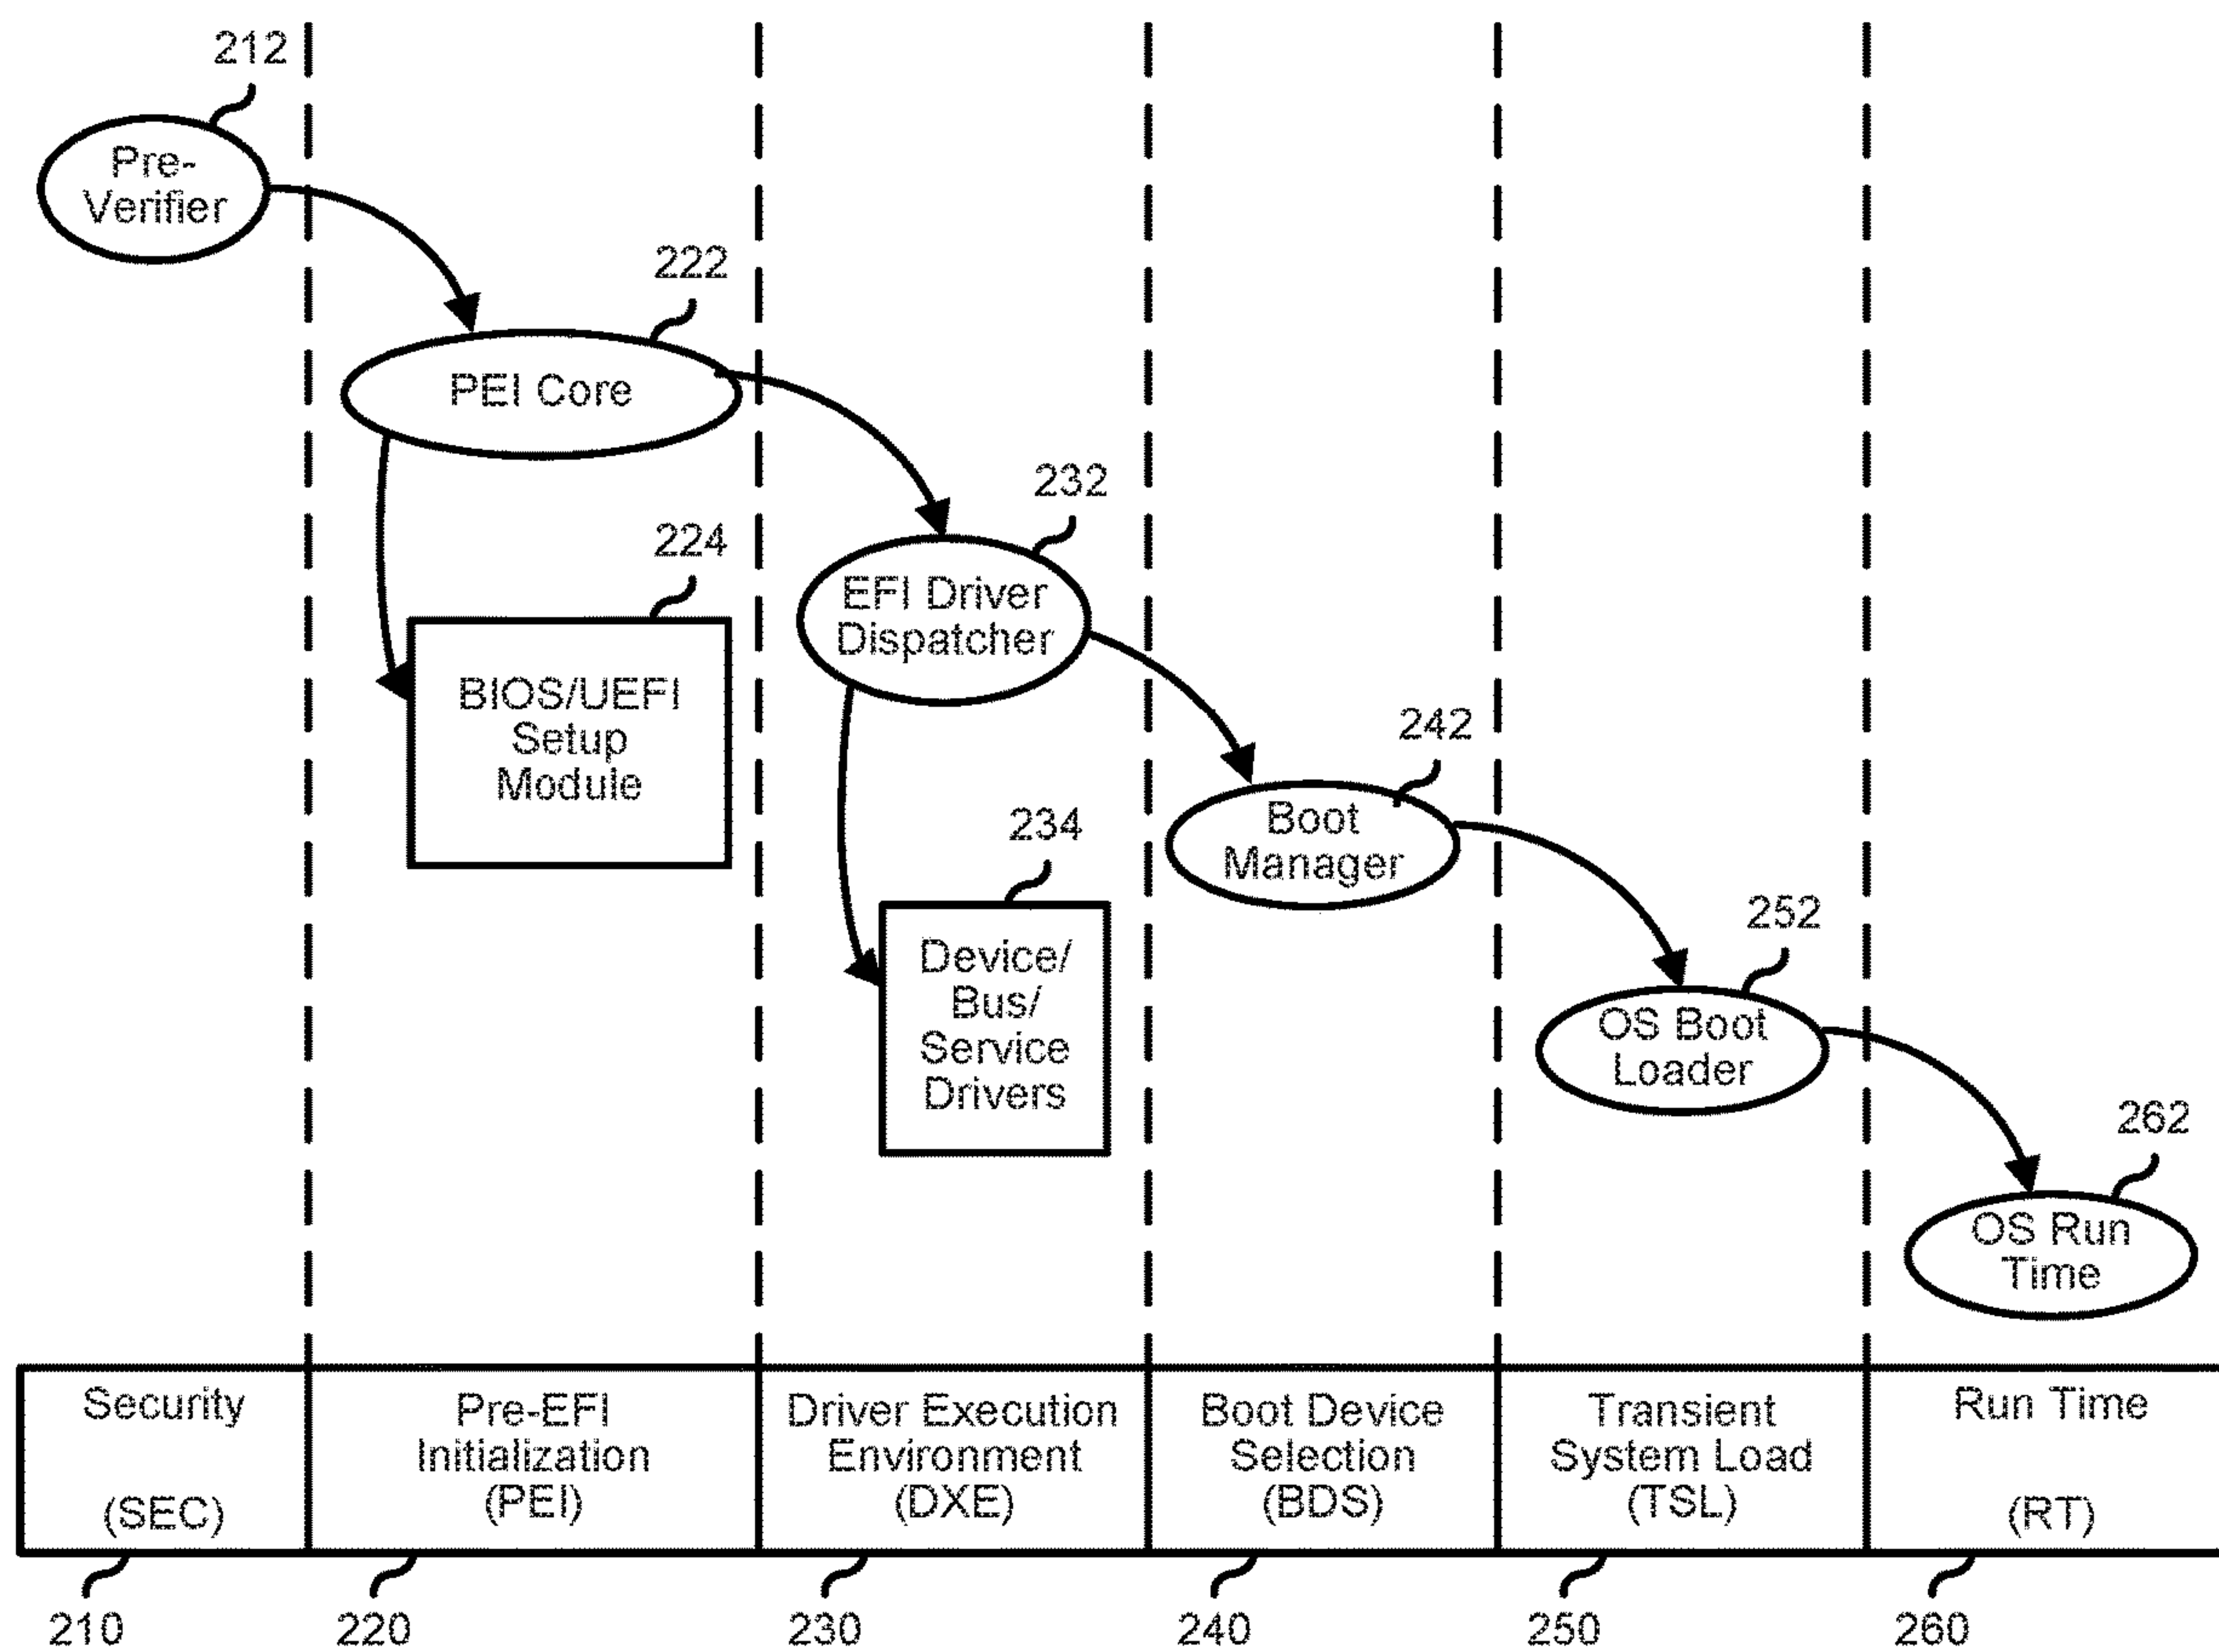 212
Pre-
Verifier
222
PEI Core
224
BIOS/UEFI
Setup
Module
232
EFI Driver
Dispatcher
234
Device/
Bus/
Service
Drivers
242
Boot
Manager
252
OS Boot
Loader
262
OS Run
Time
Security
(SEC)
Pre-EFI
Initialization
(PEI)
Driver Execution
Environment
(DXE)
Boot Device
Selection
(BDS)
Transient
System Load
(TSL)
Run Time
(RT)
210
220
230
240
250
260